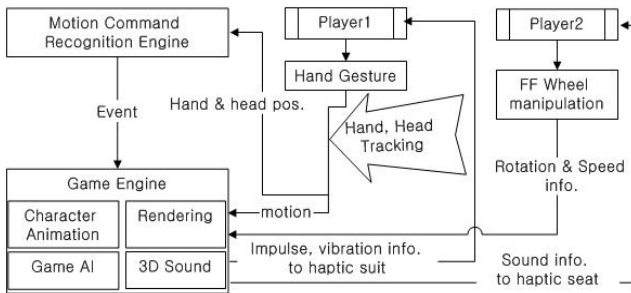 Motion Command
Recognition Engine
Player1
Player2
Hand Gesture
FF Wheel
manipulation
Hand & head pos.
Event
Hand, Head
Tracking
Rotation & Speed
info.
Game Engine
Character
Animation
Rendering
motion
Game AI
3D Sound
Impulse, vibration info.
to haptic suit
Sound info.
to haptic seat